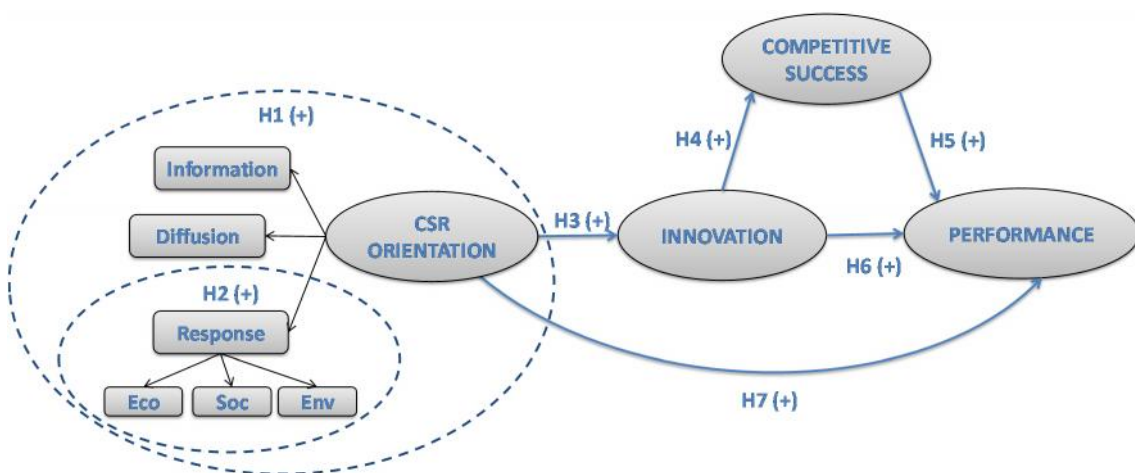 COMPETITIVE
SUCCESS
H1 (+)
H4 (+)
H5 (+)
Information
Diffusion
CSR
ORIENTATION
H3 (+)
INNOVATION
H6 (+)
PERFORMANCE
H2 (+)
Response
Eco
Soc
Env
H7 (+)